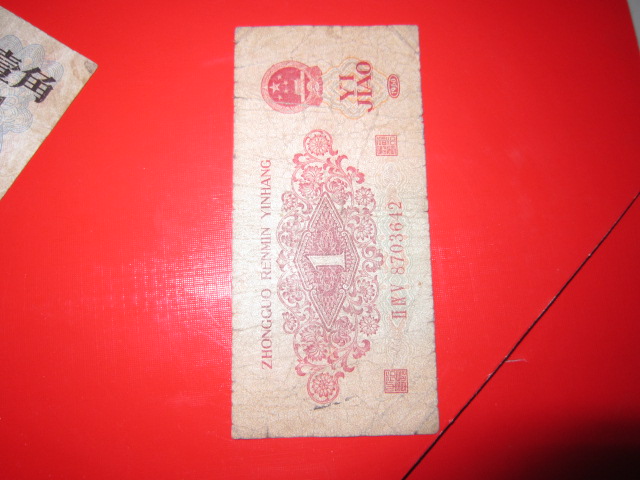 壹角
ZHONGGUO RENMIN YINHANG
YI
JIAO
1
8703642